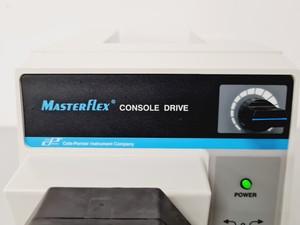 MASTERFLEX® CONSOLE DRIVE
Cole-Parmer Instrument Company
POWER